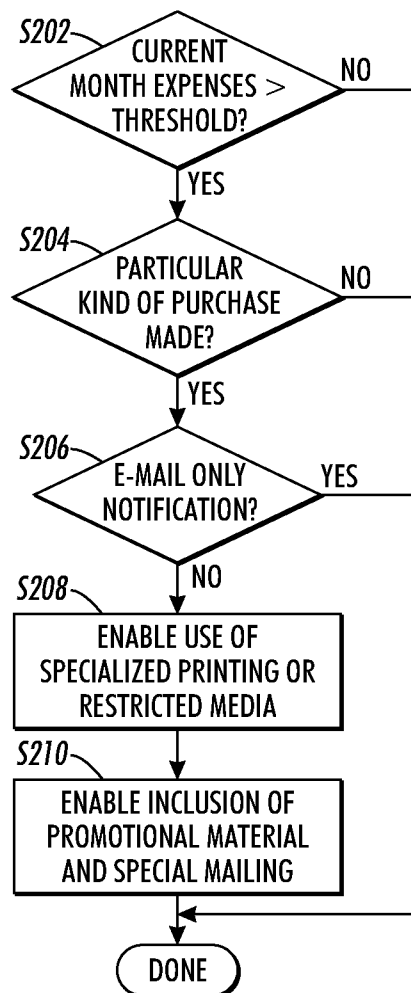 S202
CURRENT
MONTH EXPENSES >
THRESHOLD?
NO
YES
S204
PARTICULAR
KIND OF PURCHASE
MADE?
NO
YES
S206
E-MAIL ONLY
NOTIFICATION?
YES
NO
S208
ENABLE USE OF
SPECIALIZED PRINTING OR
RESTRICTED MEDIA
S210
ENABLE INCLUSION OF
PROMOTIONAL MATERIAL
AND SPECIAL MAILING
DONE